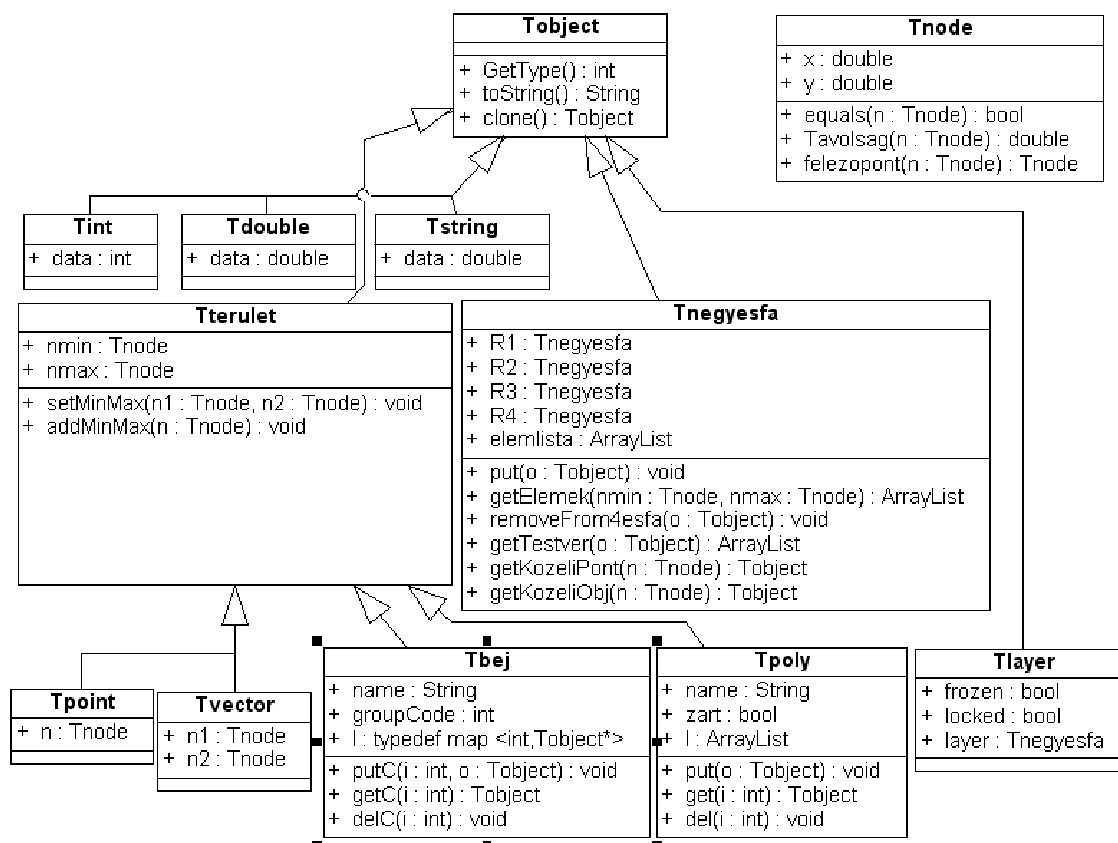 Tobject
+ GetType() : int
+ toString() : String
+ clone() : Tobject
Tnode
+ x : double
+ y : double
+ equals(n : Tnode) : bool
+ Tavolsag(n : Tnode) : double
+ felezopont(n : Tnode) : Tnode
Tint
+ data : int
Tdouble
+ data : double
Tstring
+ data : double
Tterulet
+ nmin : Tnode
+ nmax : Tnode
+ setMinMax(n1 : Tnode, n2 : Tnode) : void
+ addMinMax(n : Tnode) : void
Tnegyesfa
+ R1 : Tnegyesfa
+ R2 : Tnegyesfa
+ R3 : Tnegyesfa
+ R4 : Tnegyesfa
+ elemlista : ArrayList
+ put(o : Tobject) : void
+ getElemek(nmin : Tnode, nmax : Tnode) : ArrayList
+ removeFrom4esfa(o : Tobject) : void
+ getTestver(o : Tobject) : ArrayList
+ getKozeliPont(n : Tnode) : Tobject
+ getKozeliObj(n : Tnode) : Tobject
Tpoint
+ n : Tnode
Tvector
+ n1 : Tnode
+ n2 : Tnode
Tbej
+ name : String
+ groupCode : int
+ l : typedef map <int,Tobject*>
+ putC(i : int, o : Tobject) : void
+ getC(i : int) : Tobject
+ delC(i : int) : void
Tpoly
+ name : String
+ zart : bool
+ l : ArrayList
+ put(o : Tobject) : void
+ get(i : int) : Tobject
+ del(i : int) : void
Tlayer
+ frozen : bool
+ locked : bool
+ layer : Tnegyesfa